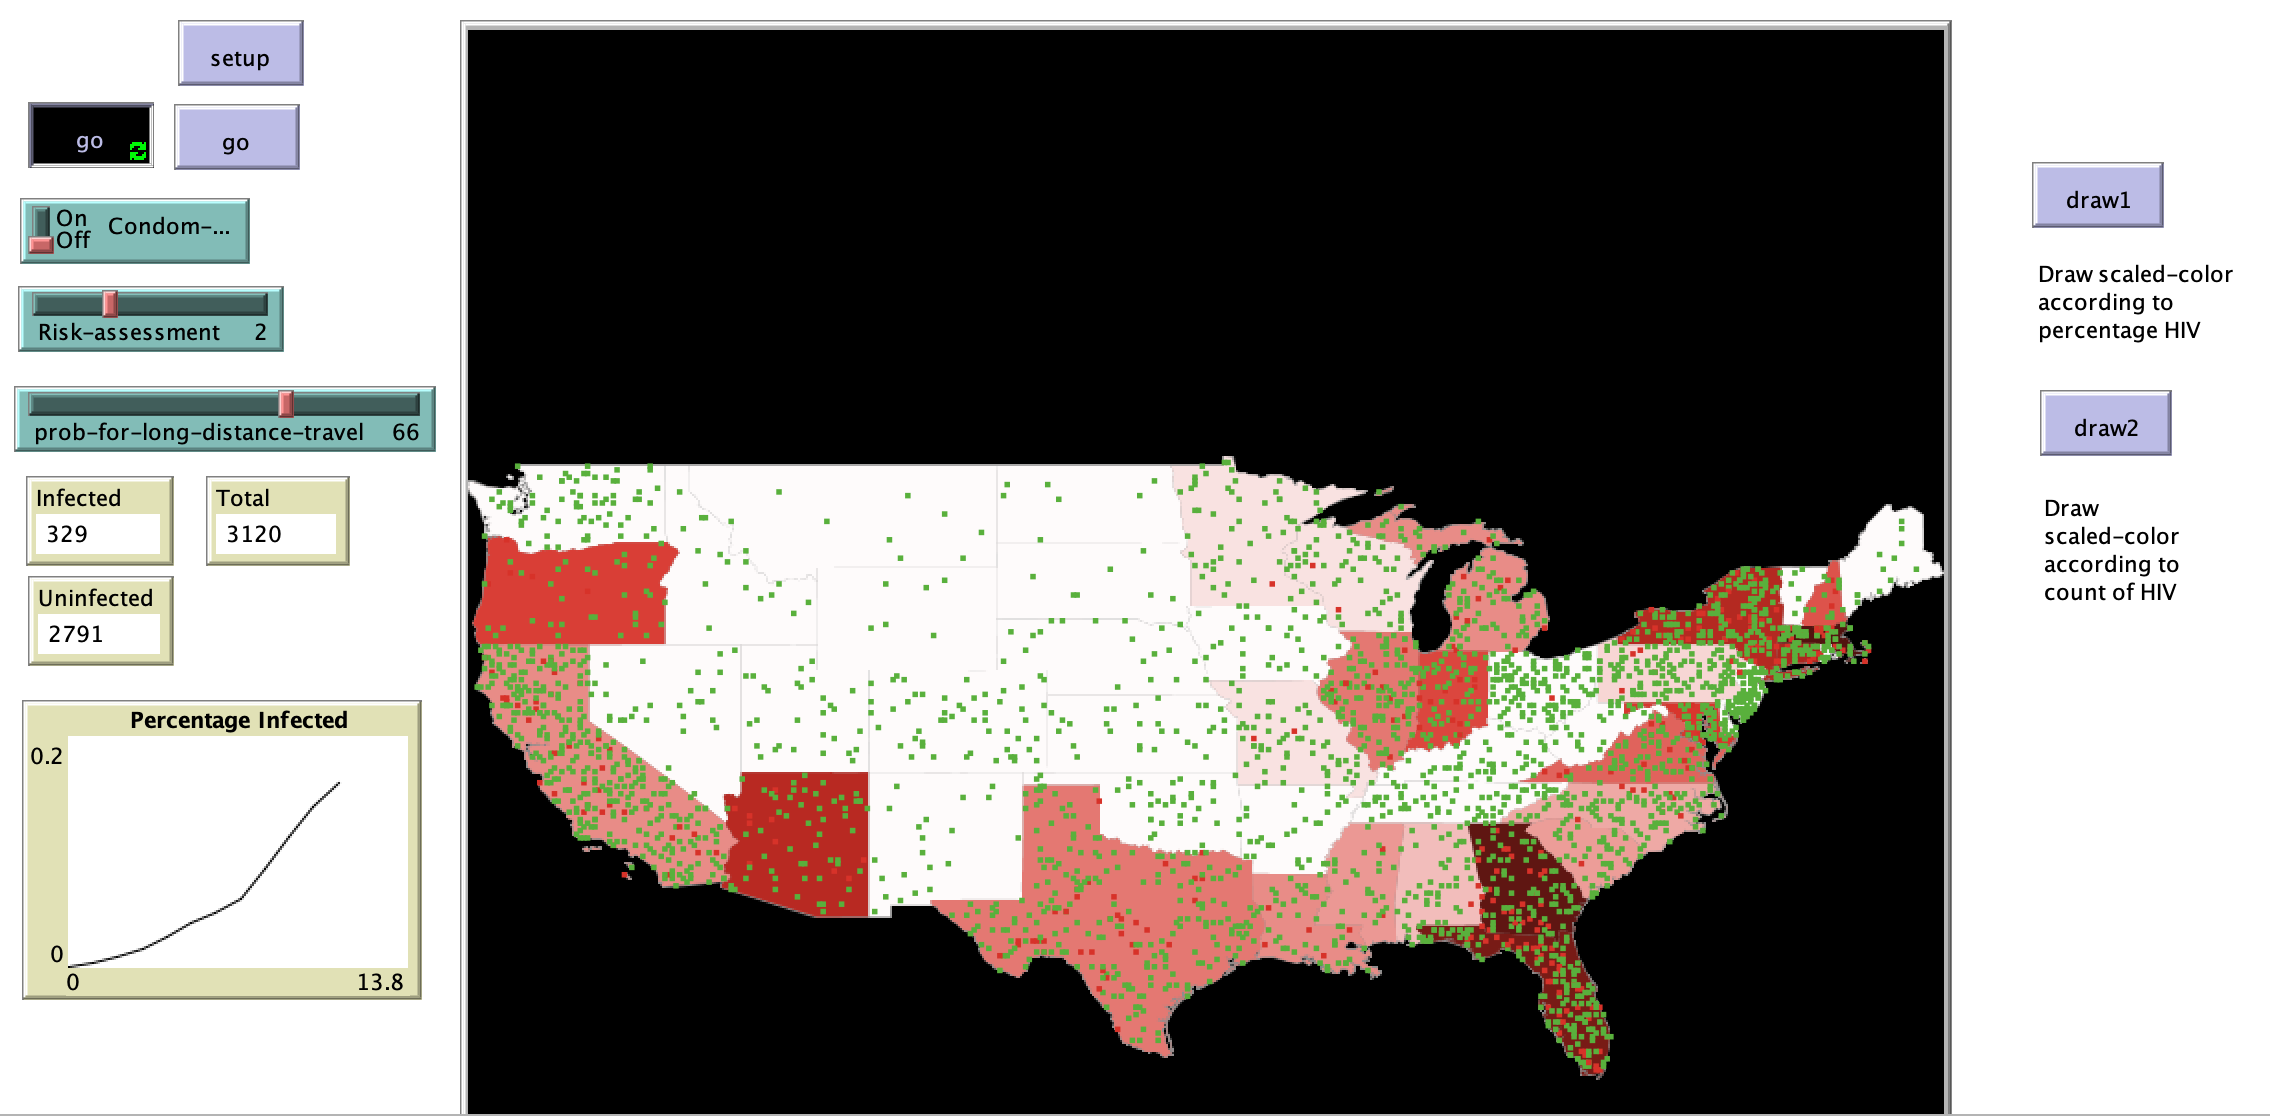 setup
go
go
On
Off
Condom-...
Risk-assessment 2
prob-for-long-distance-travel 66
Infected
329
Total
3120
Uninfected
2791
Percentage Infected
0.2
0
0
13.8
draw1
Draw scaled-color
according to
percentage HIV
draw2
Draw
scaled-color
according to
count of HIV